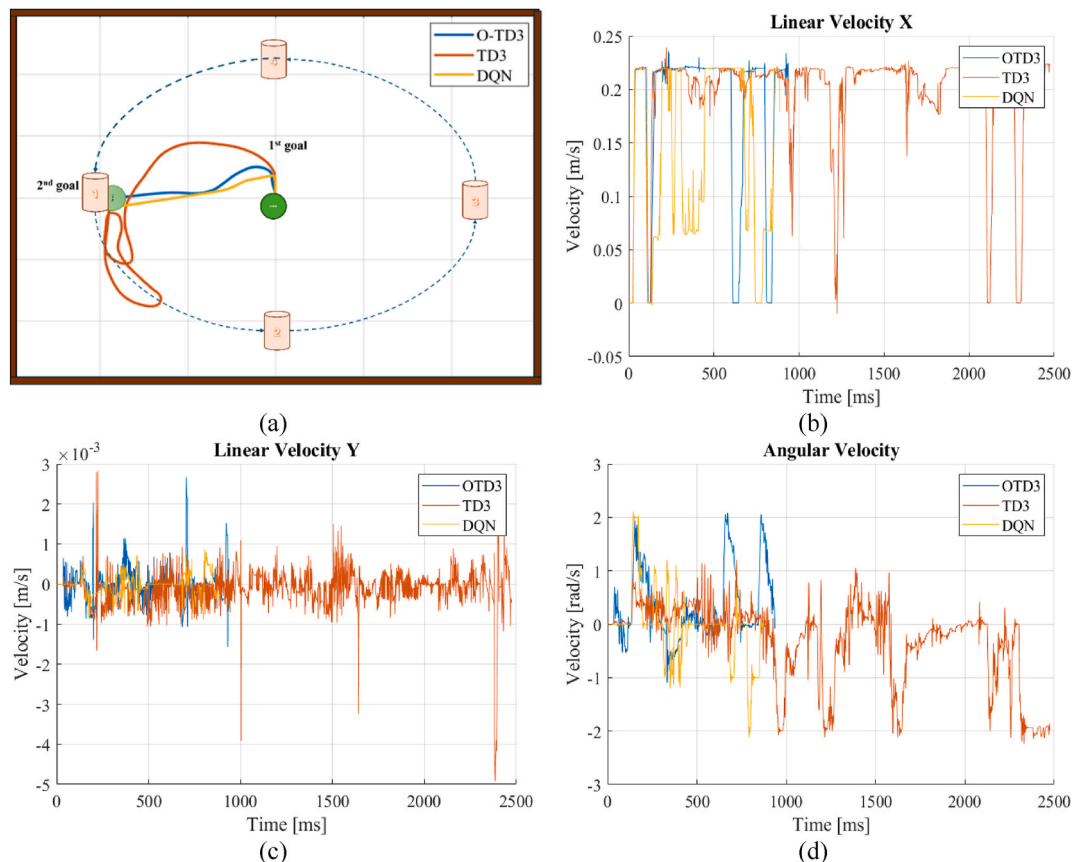 O-TD3
TD3
DQN
1st goal
2nd goal
(a)
Linear Velocity X
0.25
0.2
0.15
0.1
0.05
0
-0.05
Velocity [m/s]
OTD3
TD3
DQN
0 500 1000 1500 2000 2500
Time [ms]
(b)
Linear Velocity Y
×10⁻³
3
2
1
0
-1
-2
-3
-4
-5
Velocity [m/s]
OTD3
TD3
DQN
0 500 1000 1500 2000 2500
Time [ms]
(c)
Angular Velocity
3
2
1
0
-1
-2
-3
Velocity [rad/s]
OTD3
TD3
DQN
0 500 1000 1500 2000 2500
Time [ms]
(d)